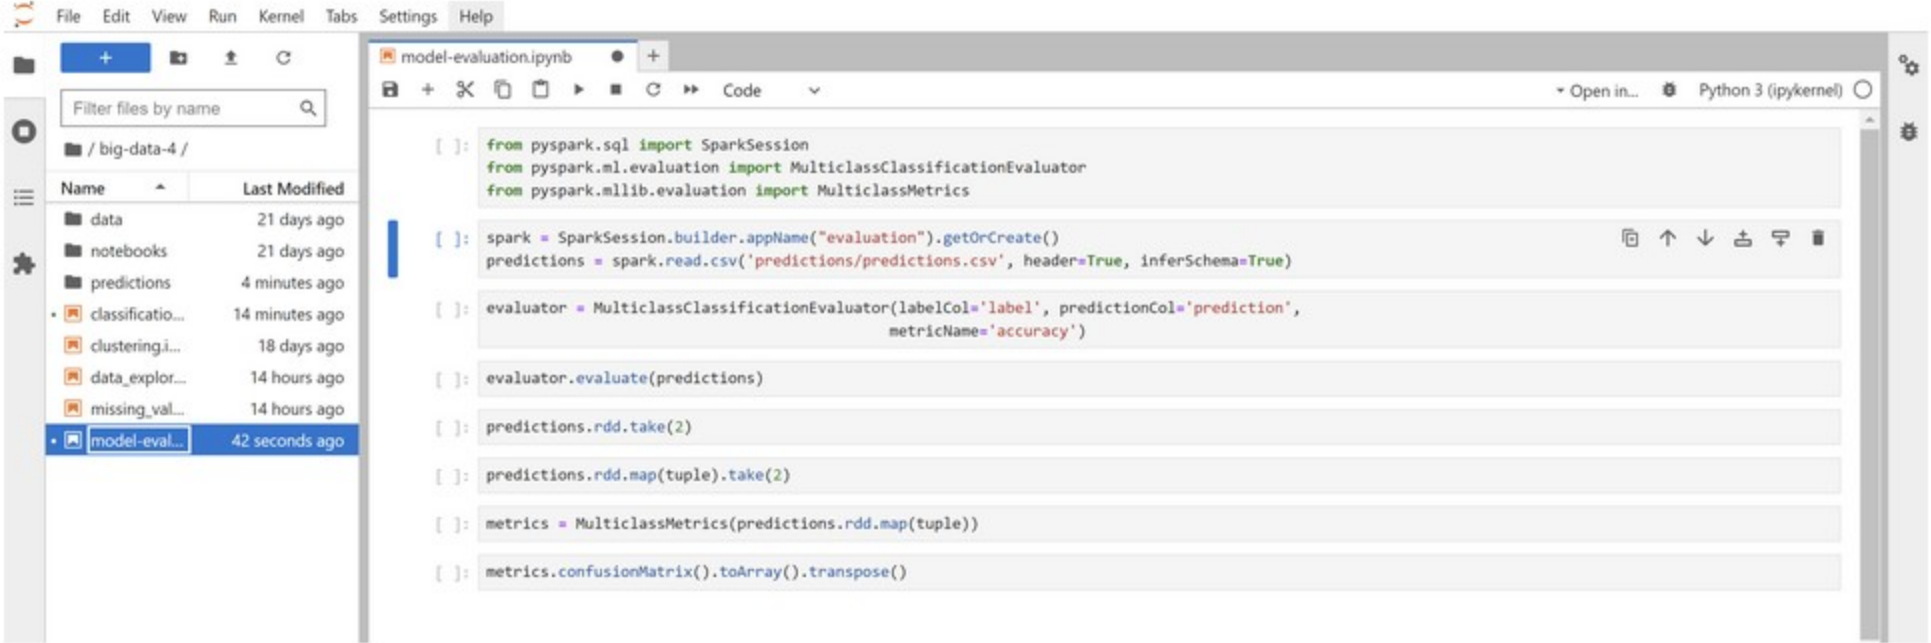 File Edit View Run Kernel Tabs Settings Help
+
Filter files by name
/ big-data-4 /
Name Last Modified
data 21 days ago
notebooks 21 days ago
predictions 4 minutes ago
classificatio... 14 minutes ago
clustering.i... 18 days ago
data_explor... 14 hours ago
missing_val... 14 hours ago
model-eval... 42 seconds ago
model-evaluation.ipynb
Code Open in... Python 3 (ipykernel)
[ ]: from pyspark.sql import SparkSession
from pyspark.ml.evaluation import MulticlassClassificationEvaluator
from pyspark.mllib.evaluation import MulticlassMetrics
[ ]: spark = SparkSession.builder.appName("evaluation").getOrCreate()
predictions = spark.read.csv('predictions/predictions.csv', header=True, inferSchema=True)
[ ]: evaluator = MulticlassClassificationEvaluator(labelCol='label', predictionCol='prediction',
metricName='accuracy')
[ ]: evaluator.evaluate(predictions)
[ ]: predictions.rdd.take(2)
[ ]: predictions.rdd.map(tuple).take(2)
[ ]: metrics = MulticlassMetrics(predictions.rdd.map(tuple))
[ ]: metrics.confusionMatrix().toArray().transpose()